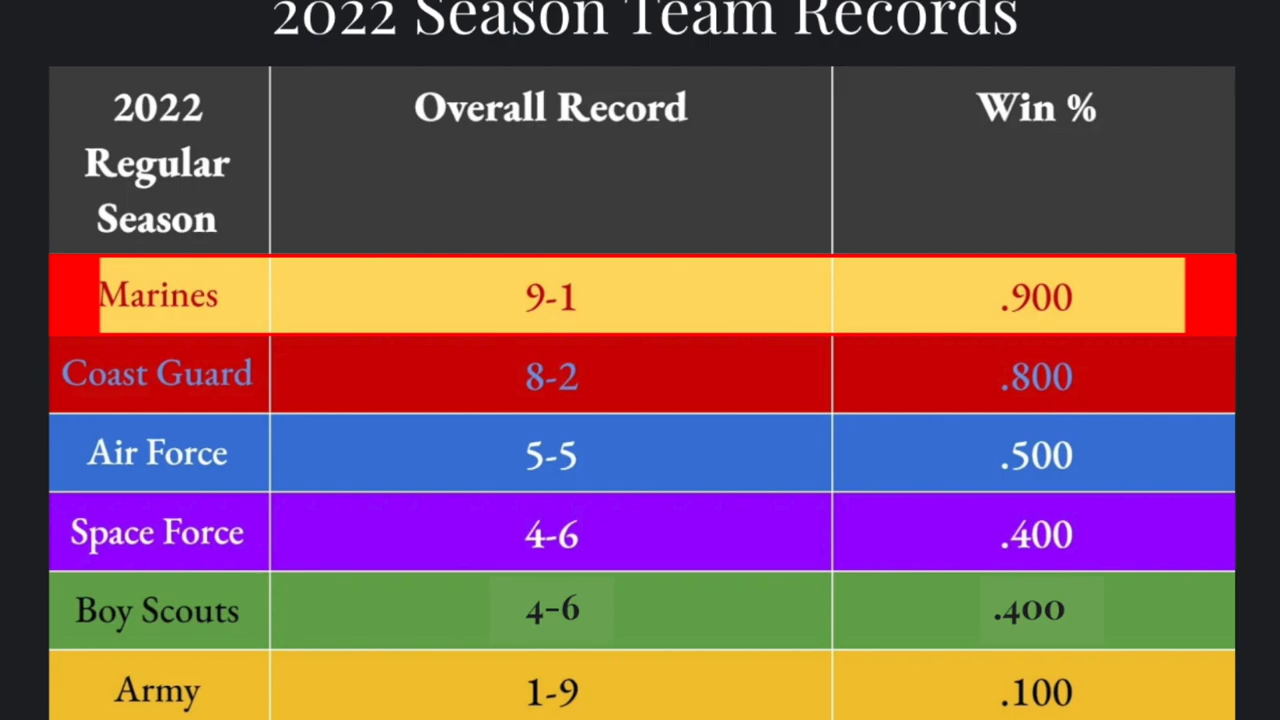 2022 Season Team Records
2022 Regular Season Overall Record Win %
Marines 9-1 .900
Coast Guard 8-2 .800
Air Force 5-5 .500
Space Force 4-6 .400
Boy Scouts 4-6 .400
Army 1-9 .100